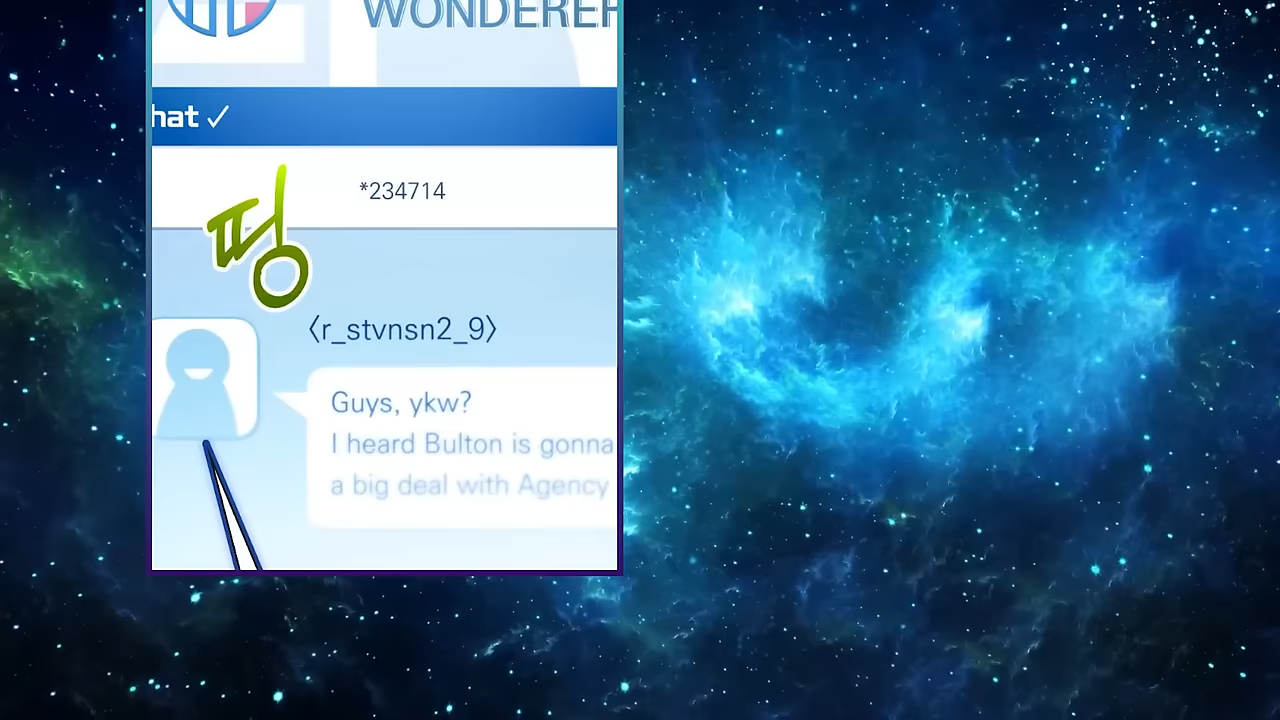 WONDERER
hat ✓
*234714
띵
〈r_stvnsn2_9〉
Guys, ykw?
I heard Bulton is gonna
a big deal with Agency